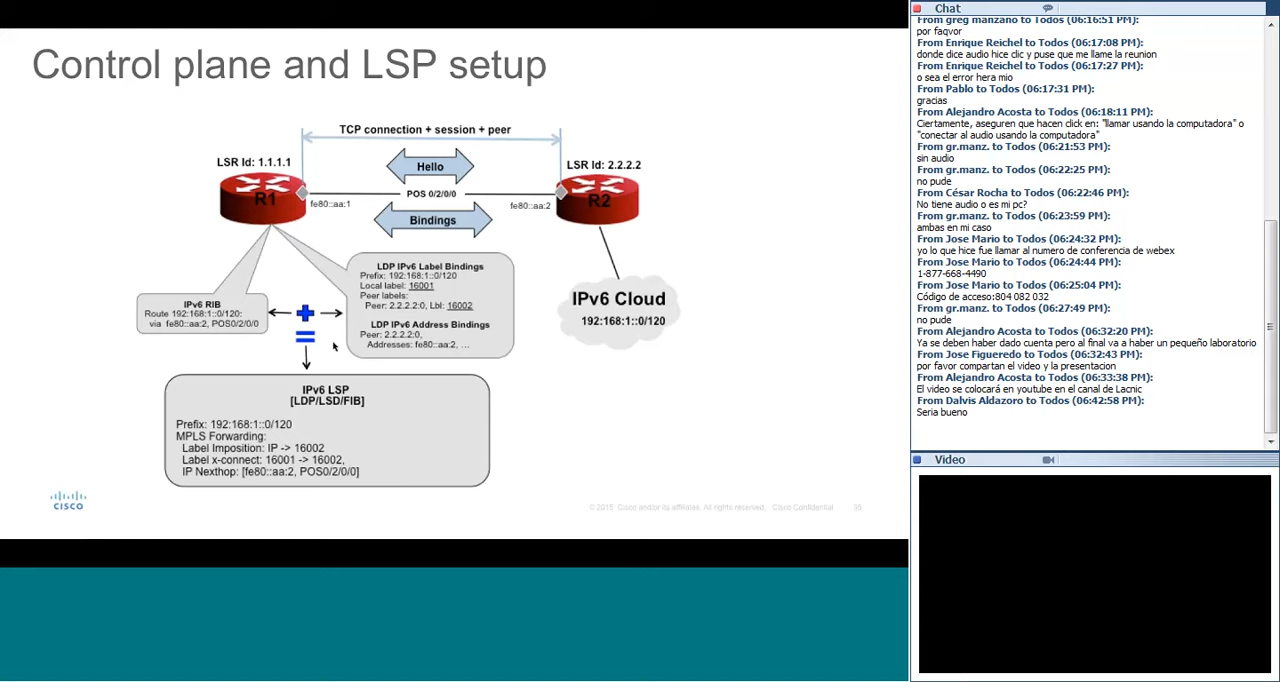 Control plane and LSP setup
TCP connection + session + peer
LSR Id: 1.1.1.1
Hello
LSR Id: 2.2.2.2
R1
POS 0/2/0/0
R2
fe80::aa:1
fe80::aa:2
Bindings
LDP IPv6 Label Bindings
Prefix: 192:168:1::0/120
Local label: 16001
Peer labels:
Peer: 2.2.2.2:0, Lbl: 16002
LDP IPv6 Address Bindings
Peer: 2.2.2.2:0,
Addresses: fe80::aa:2, ...
IPv6 RIB
Route 192:168:1::0/120:
via fe80::aa:2, POS0/2/0/0
IPv6 Cloud
192:168:1::0/120
IPv6 LSP
[LDP/LSD/FIB]
Prefix: 192:168:1::0/120
MPLS Forwarding:
Label Imposition: IP -> 16002
Label x-connect: 16001 -> 16002,
IP Nexthop: [fe80::aa:2, POS0/2/0/0]
CISCO
© 2015 Cisco and/or its affiliates. All rights reserved. Cisco Confidential 35
Chat
From greg manzano to Todos (06:16:51 PM):
por faqvor
From Enrique Reichel to Todos (06:17:08 PM):
donde dice audio hice clic y puse que me llame la reunion
From Enrique Reichel to Todos (06:17:27 PM):
o sea el error hera mio
From Pablo to Todos (06:17:31 PM):
gracias
From Alejandro Acosta to Todos (06:18:11 PM):
Ciertamente, aseguren que hacen click en: "llamar usando la computadora" o
"conectar al audio usando la computadora"
From gr.manz. to Todos (06:21:53 PM):
sin audio
From gr.manz. to Todos (06:22:25 PM):
no pude
From César Rocha to Todos (06:22:46 PM):
No tiene audio o es mi pc?
From gr.manz. to Todos (06:23:59 PM):
ambas en mi caso
From Jose Mario to Todos (06:24:32 PM):
yo lo que hice fue llamar al numero de conferencia de webex
From Jose Mario to Todos (06:24:44 PM):
1-877-668-4490
From Jose Mario to Todos (06:25:04 PM):
Código de acceso:804 082 032
From gr.manz. to Todos (06:27:49 PM):
no pude
From Alejandro Acosta to Todos (06:32:20 PM):
Ya se deben haber dado cuenta pero al final va a haber un pequeño laboratorio
From Jose Figueredo to Todos (06:32:43 PM):
por favor compartan el video y la presentacion
From Alejandro Acosta to Todos (06:33:38 PM):
El video se colocará en youtube en el canal de Lacnic
From Dalvis Aldazoro to Todos (06:42:58 PM):
Seria bueno
Video